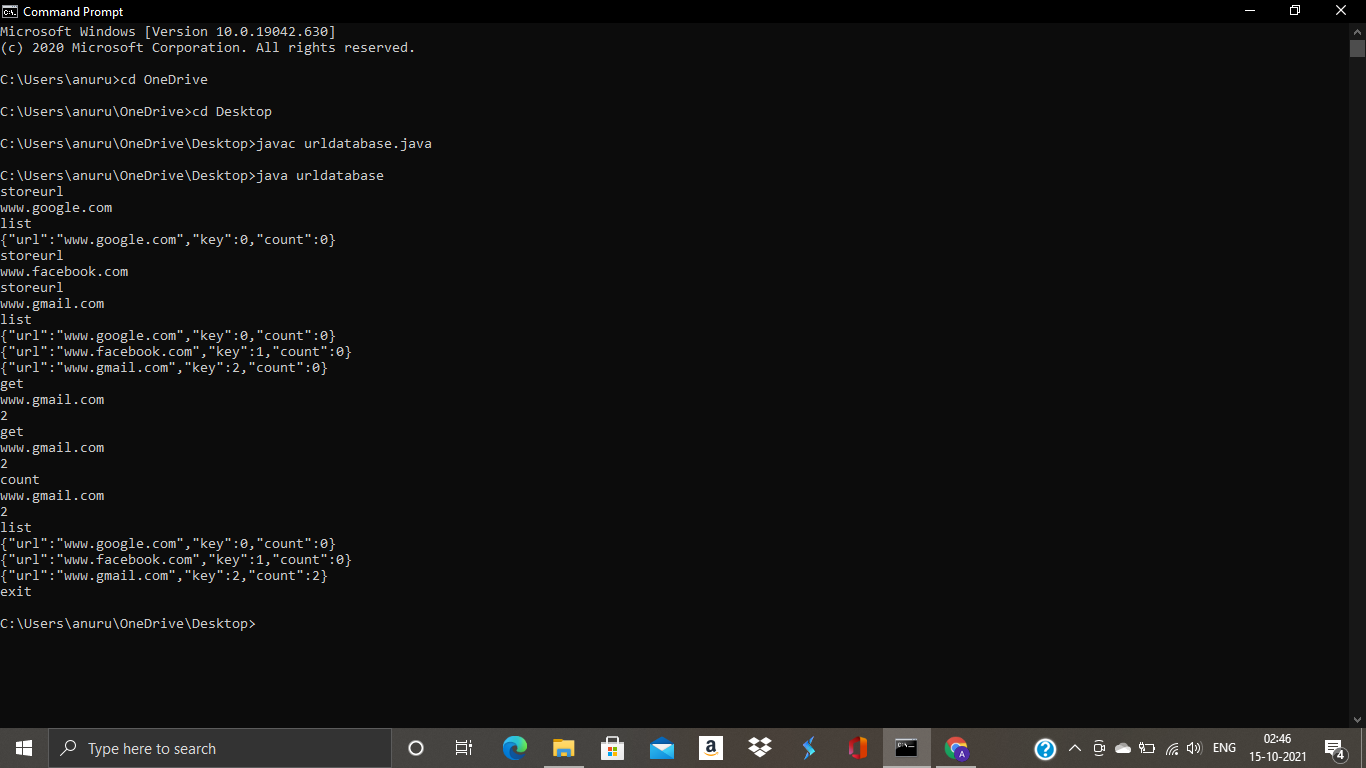 Command Prompt
Microsoft Windows [Version 10.0.19042.630]
(c) 2020 Microsoft Corporation. All rights reserved.
C:\Users\anuru>cd OneDrive
C:\Users\anuru\OneDrive>cd Desktop
C:\Users\anuru\OneDrive\Desktop>javac urldatabase.java
C:\Users\anuru\OneDrive\Desktop>java urldatabase
storeurl
www.google.com
list
{"url":"www.google.com","key":0,"count":0}
storeurl
www.facebook.com
storeurl
www.gmail.com
list
{"url":"www.google.com","key":0,"count":0}
{"url":"www.facebook.com","key":1,"count":0}
{"url":"www.gmail.com","key":2,"count":0}
get
www.gmail.com
2
get
www.gmail.com
2
count
www.gmail.com
2
list
{"url":"www.google.com","key":0,"count":0}
{"url":"www.facebook.com","key":1,"count":0}
{"url":"www.gmail.com","key":2,"count":2}
exit
C:\Users\anuru\OneDrive\Desktop>
Type here to search
a
A
?
ENG
02:46
15-10-2021
4